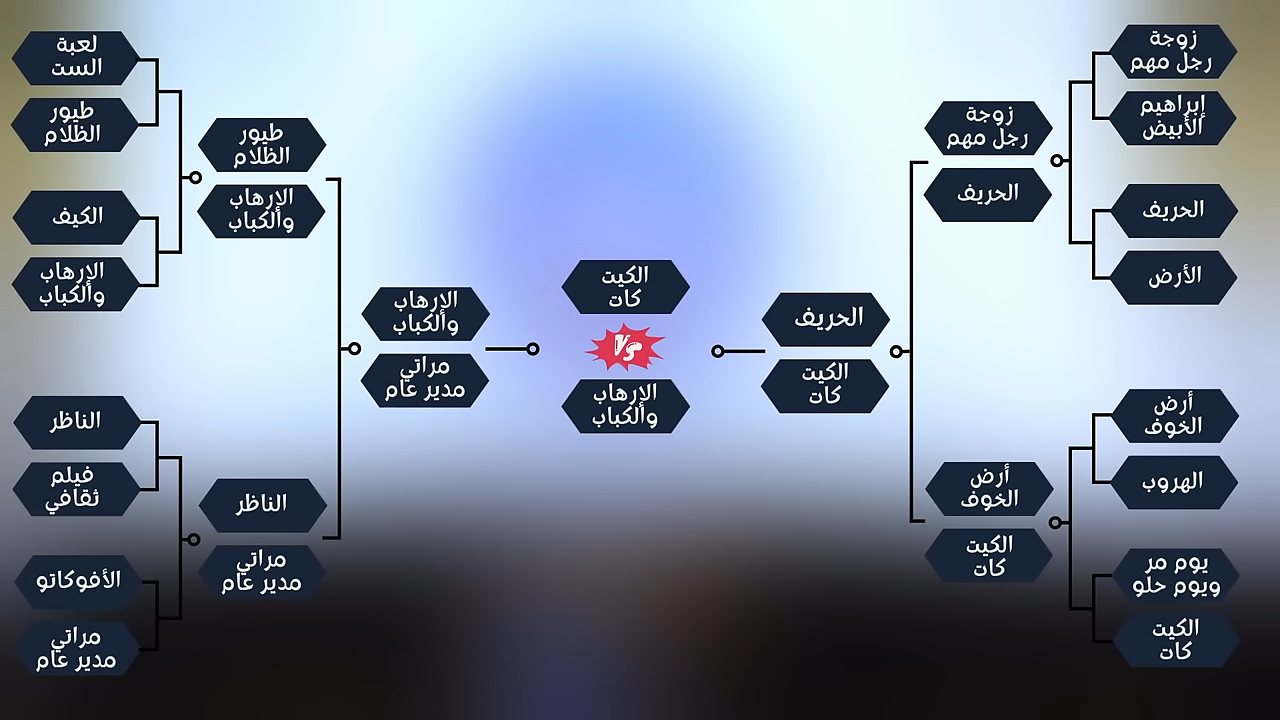 لعبة
الست
طيور
الظلام
الكيف
الإرهاب
والكباب
الناظر
فيلم
ثقافي
الأفوكاتو
مراتي
مدير عام
طيور
الظلام
الإرهاب
والكباب
الناظر
مراتي
مدير عام
الإرهاب
والكباب
مراتي
مدير عام
الكيت
كات
VS
الإرهاب
والكباب
الحريف
الكيت
كات
زوجة
رجل مهم
الحريف
أرض
الخوف
الكيت
كات
زوجة
رجل مهم
إبراهيم
الأبيض
الحريف
الأرض
أرض
الخوف
الهروب
يوم مر
ويوم حلو
الكيت
كات